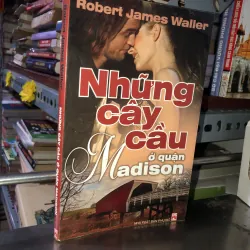 Robert James Waller
Những
cây
cầu
ở quận
Madison